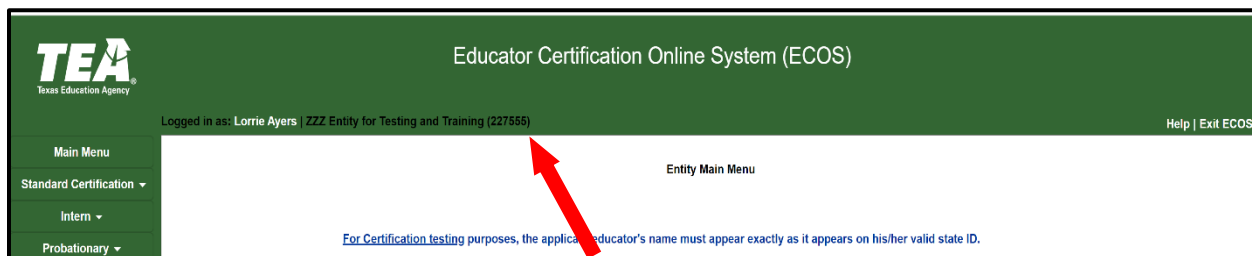 TEA
Texas Education Agency
Educator Certification Online System (ECOS)
Logged in as: Lorrie Ayers | ZZZ Entity for Testing and Training (227555)
Help | Exit ECOS
Main Menu
Standard Certification
Intern
Probationary
Entity Main Menu
For Certification testing purposes, the educator's name must appear exactly as it appears on his/her valid state ID.